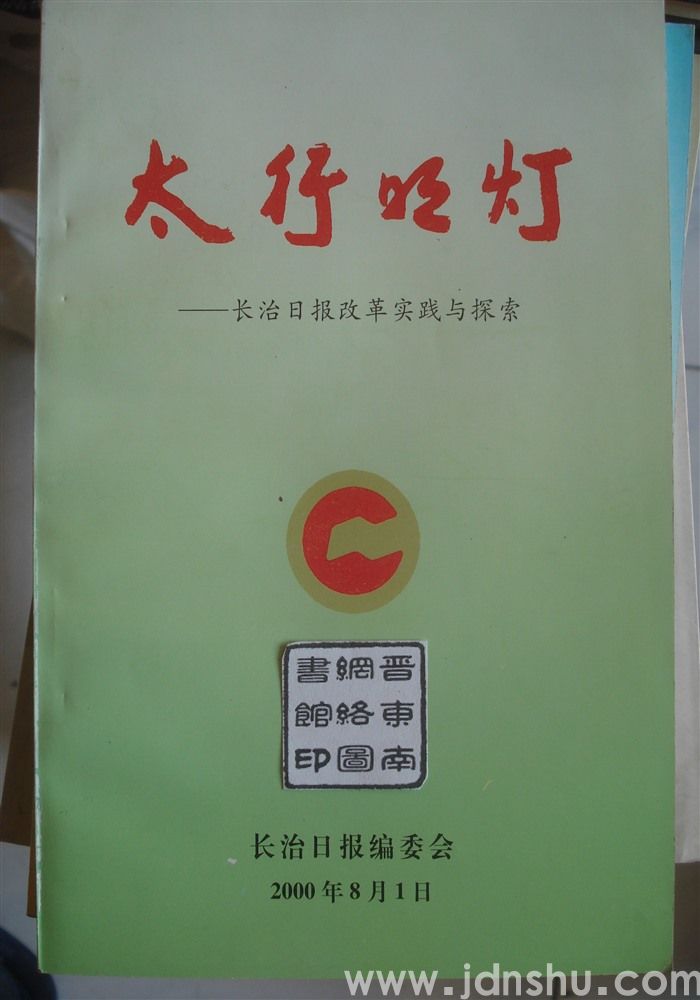 太行明灯
——长治日报改革实践与探索
晋東南
網絡圖
書館印
长治日报编委会
2000年8月1日
www.jdnshu.com